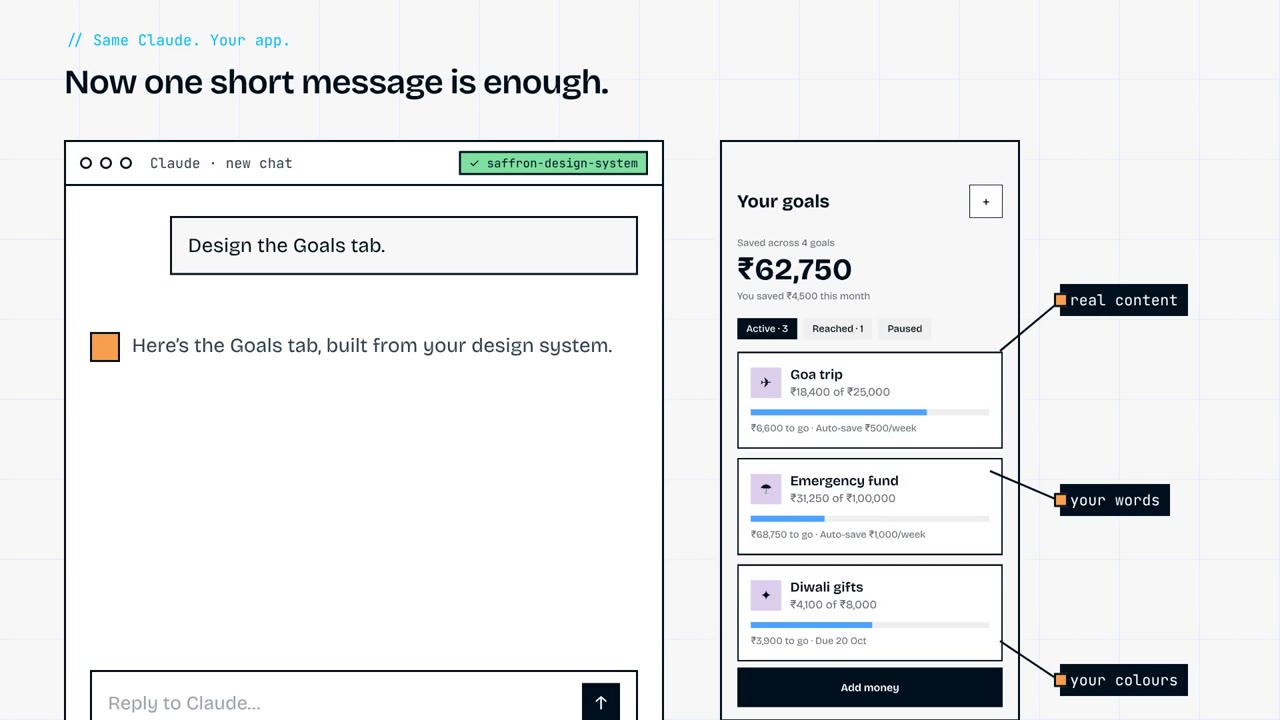 // Same Claude. Your app.
Now one short message is enough.
Claude · new chat
✓ saffron-design-system
Design the Goals tab.
Here’s the Goals tab, built from your design system.
Reply to Claude...
Your goals
+
Saved across 4 goals
₹62,750
You saved ₹4,500 this month
Active · 3
Reached · 1
Paused
Goa trip
₹18,400 of ₹25,000
₹6,600 to go · Auto-save ₹500/week
Emergency fund
₹31,250 of ₹1,00,000
₹68,750 to go · Auto-save ₹1,000/week
Diwali gifts
₹4,100 of ₹8,000
₹3,900 to go · Due 20 Oct
Add money
real content
your words
your colours